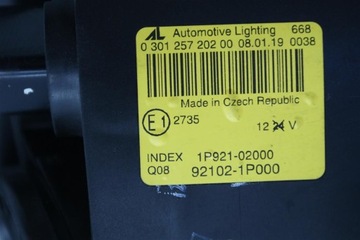 AL Automotive Lighting 668
0 301 257 202 00 08.01.19 0038
Made in Czech Republic
E1 2735
12 24 V
INDEX 1P921-02000
Q08 92102-1P000